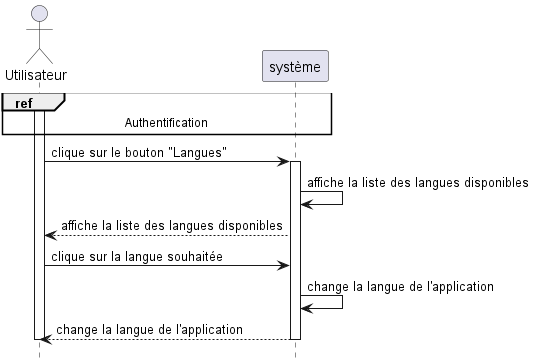 Utilisateur
système
ref
Authentification
clique sur le bouton "Langues"
affiche la liste des langues disponibles
affiche la liste des langues disponibles
clique sur la langue souhaitée
change la langue de l'application
change la langue de l'application